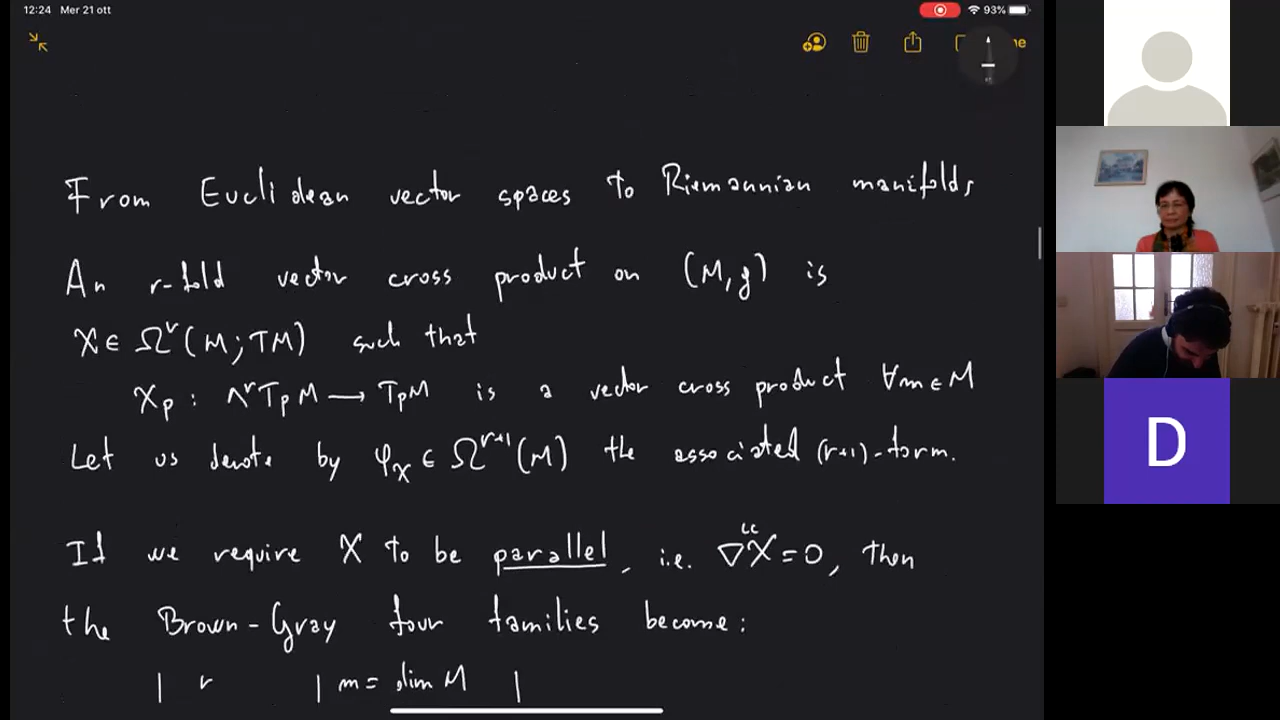 12:24 Mer 21 ott
93%
From Euclidean vector spaces to Riemannian manifolds
An r-fold vector cross product on (M,g) is
X ∈ Ω^r(M;TM) such that
X_p : Λ^r T_pM → T_pM is a vector cross product ∀m∈M
Let us denote by φ_X ∈ Ω^{r+1}(M) the associated (r+1)-form.
If we require X to be parallel, i.e. ∇^{LC}X=0, then
the Brown-Gray four families become:
| r | m = dim M |
D